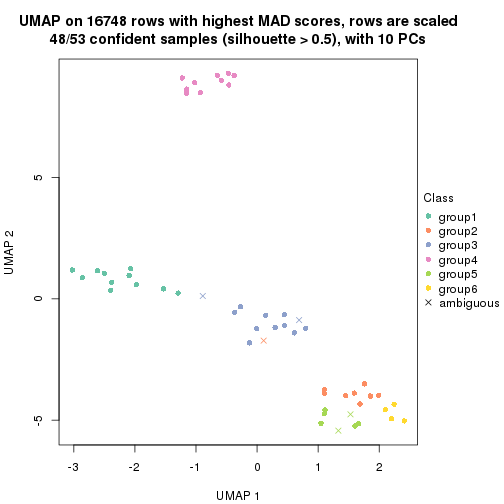 UMAP on 16748 rows with highest MAD scores, rows are scaled
48/53 confident samples (silhouette > 0.5), with 10 PCs
UMAP 2
5
0
-5
-3
-2
-1
0
1
2
UMAP 1
Class
group1
group2
group3
group4
group5
group6
ambiguous